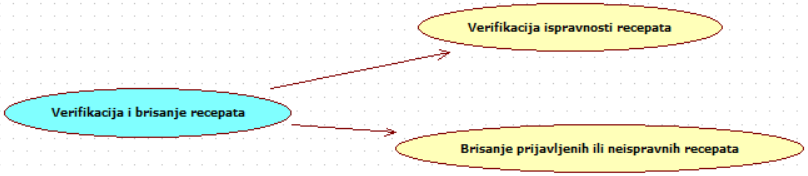 Verifikacija ispravnosti recepata
Verifikacija i brisanje recepata
Brisanje prijavljenih ili neispravnih recepata